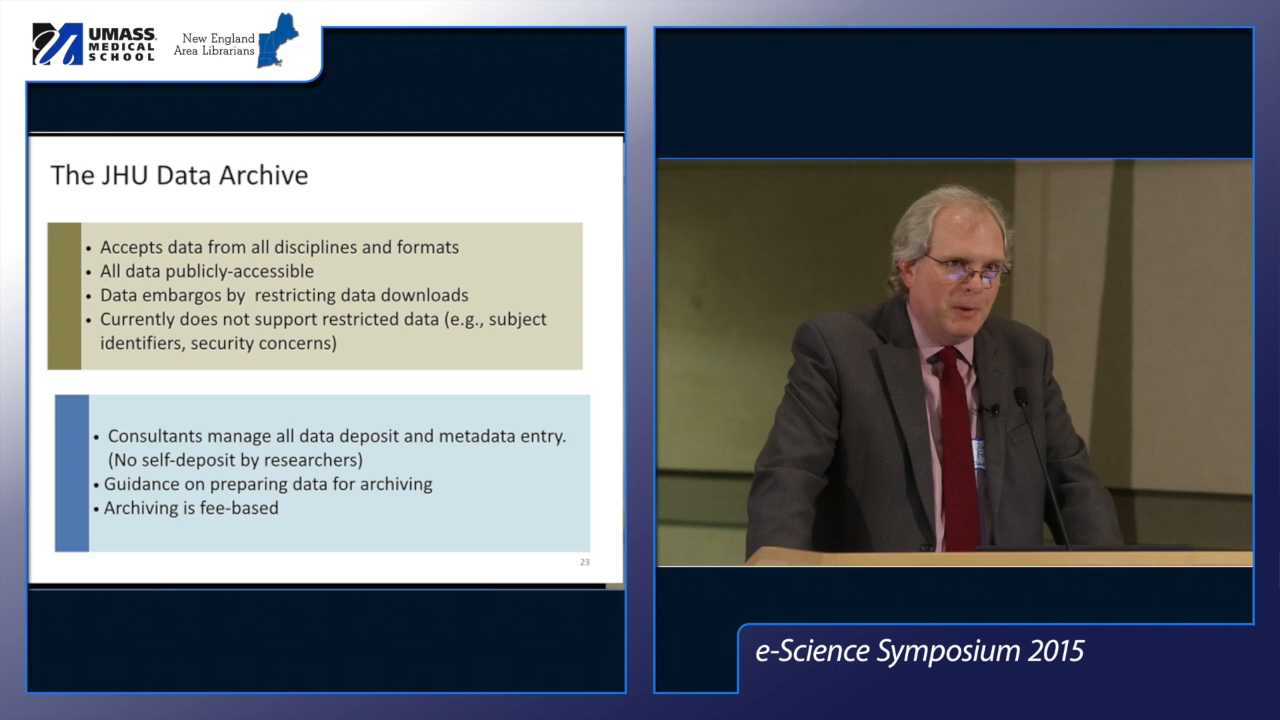 UMASS
MEDICAL
SCHOOL
New England
Area Librarians
The JHU Data Archive
• Accepts data from all disciplines and formats
• All data publicly-accessible
• Data embargos by restricting data downloads
• Currently does not support restricted data (e.g., subject
identifiers, security concerns)
• Consultants manage all data deposit and metadata entry.
(No self-deposit by researchers)
• Guidance on preparing data for archiving
• Archiving is fee-based
23
e-Science Symposium 2015